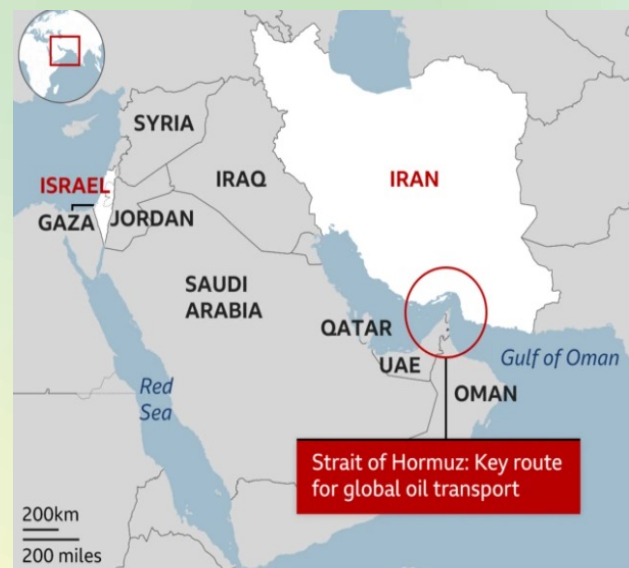 SYRIA
ISRAEL
IRAQ
IRAN
GAZA
JORDAN
SAUDI
ARABIA
QATAR
UAE
Gulf of Oman
Red
Sea
OMAN
Strait of Hormuz: Key route
for global oil transport
200km
200 miles